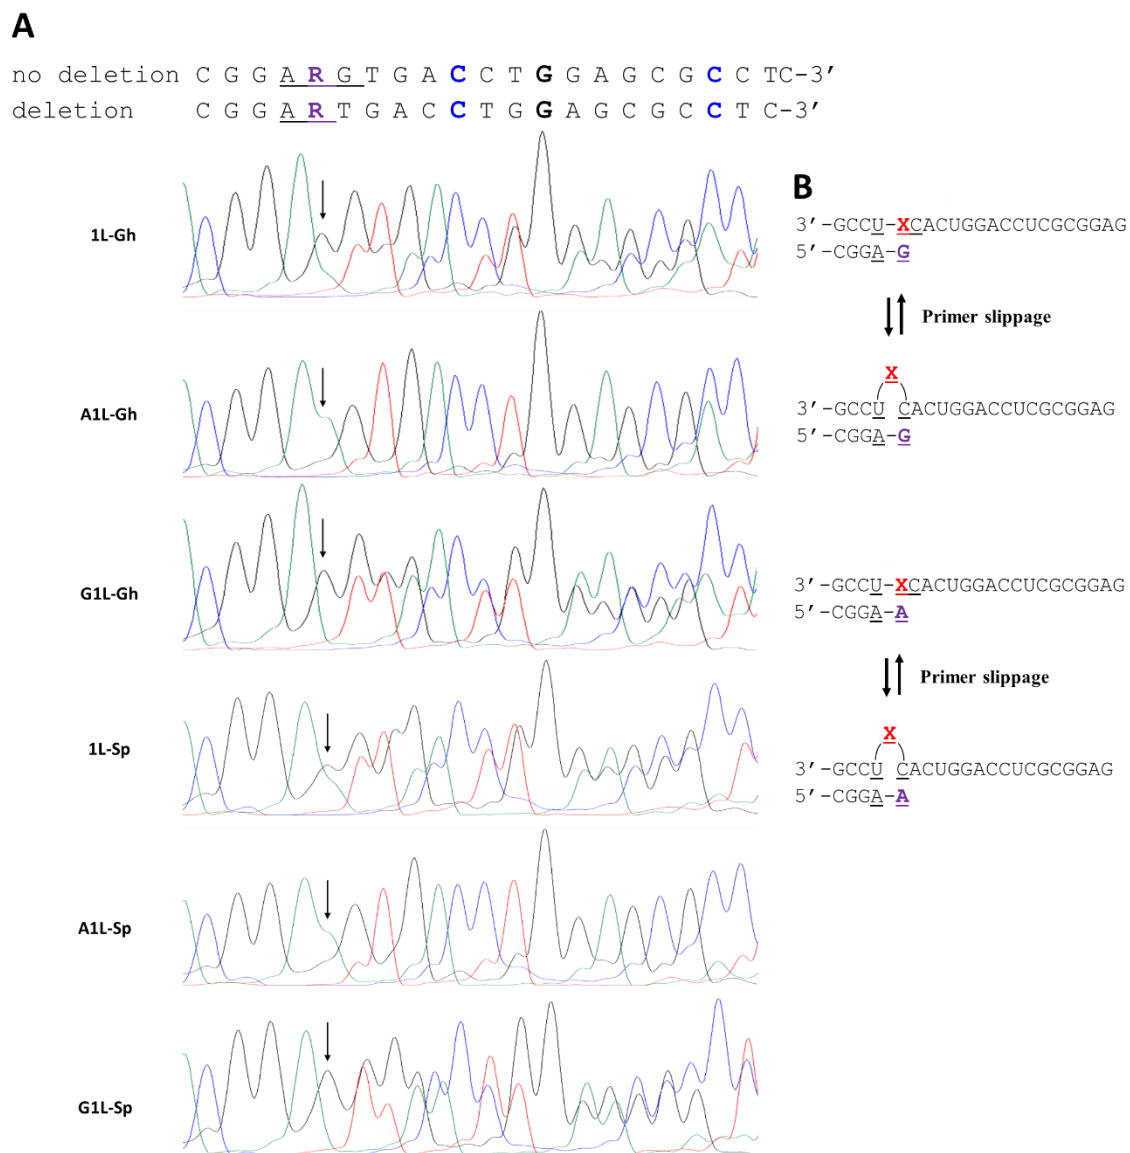 A
no deletion C G G A R G T G A C C T G G A G C G C C TC-3’
deletion C G G A R T G A C C T G G A G C G C C T C-3’
1L-Gh
A1L-Gh
G1L-Gh
1L-Sp
A1L-Sp
G1L-Sp
B
3’-GCCU-XCACUGGACCUCGCGGAG
5’-CGGA-G
Primer slippage
X
3’-GCCU CACUGGACCUCGCGGAG
5’-CGGA-G
3’-GCCU-XCACUGGACCUCGCGGAG
5’-CGGA-A
Primer slippage
X
3’-GCCU CACUGGACCUCGCGGAG
5’-CGGA-A